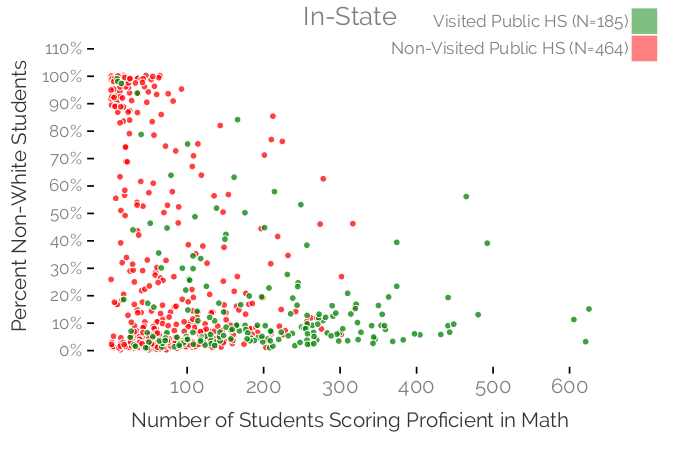 In-State
Visited Public HS (N=185)
Non-Visited Public HS (N=464)
Percent Non-White Students
110%
100%
90%
80%
70%
60%
50%
40%
30%
20%
10%
0%
100 200 300 400 500 600
Number of Students Scoring Proficient in Math